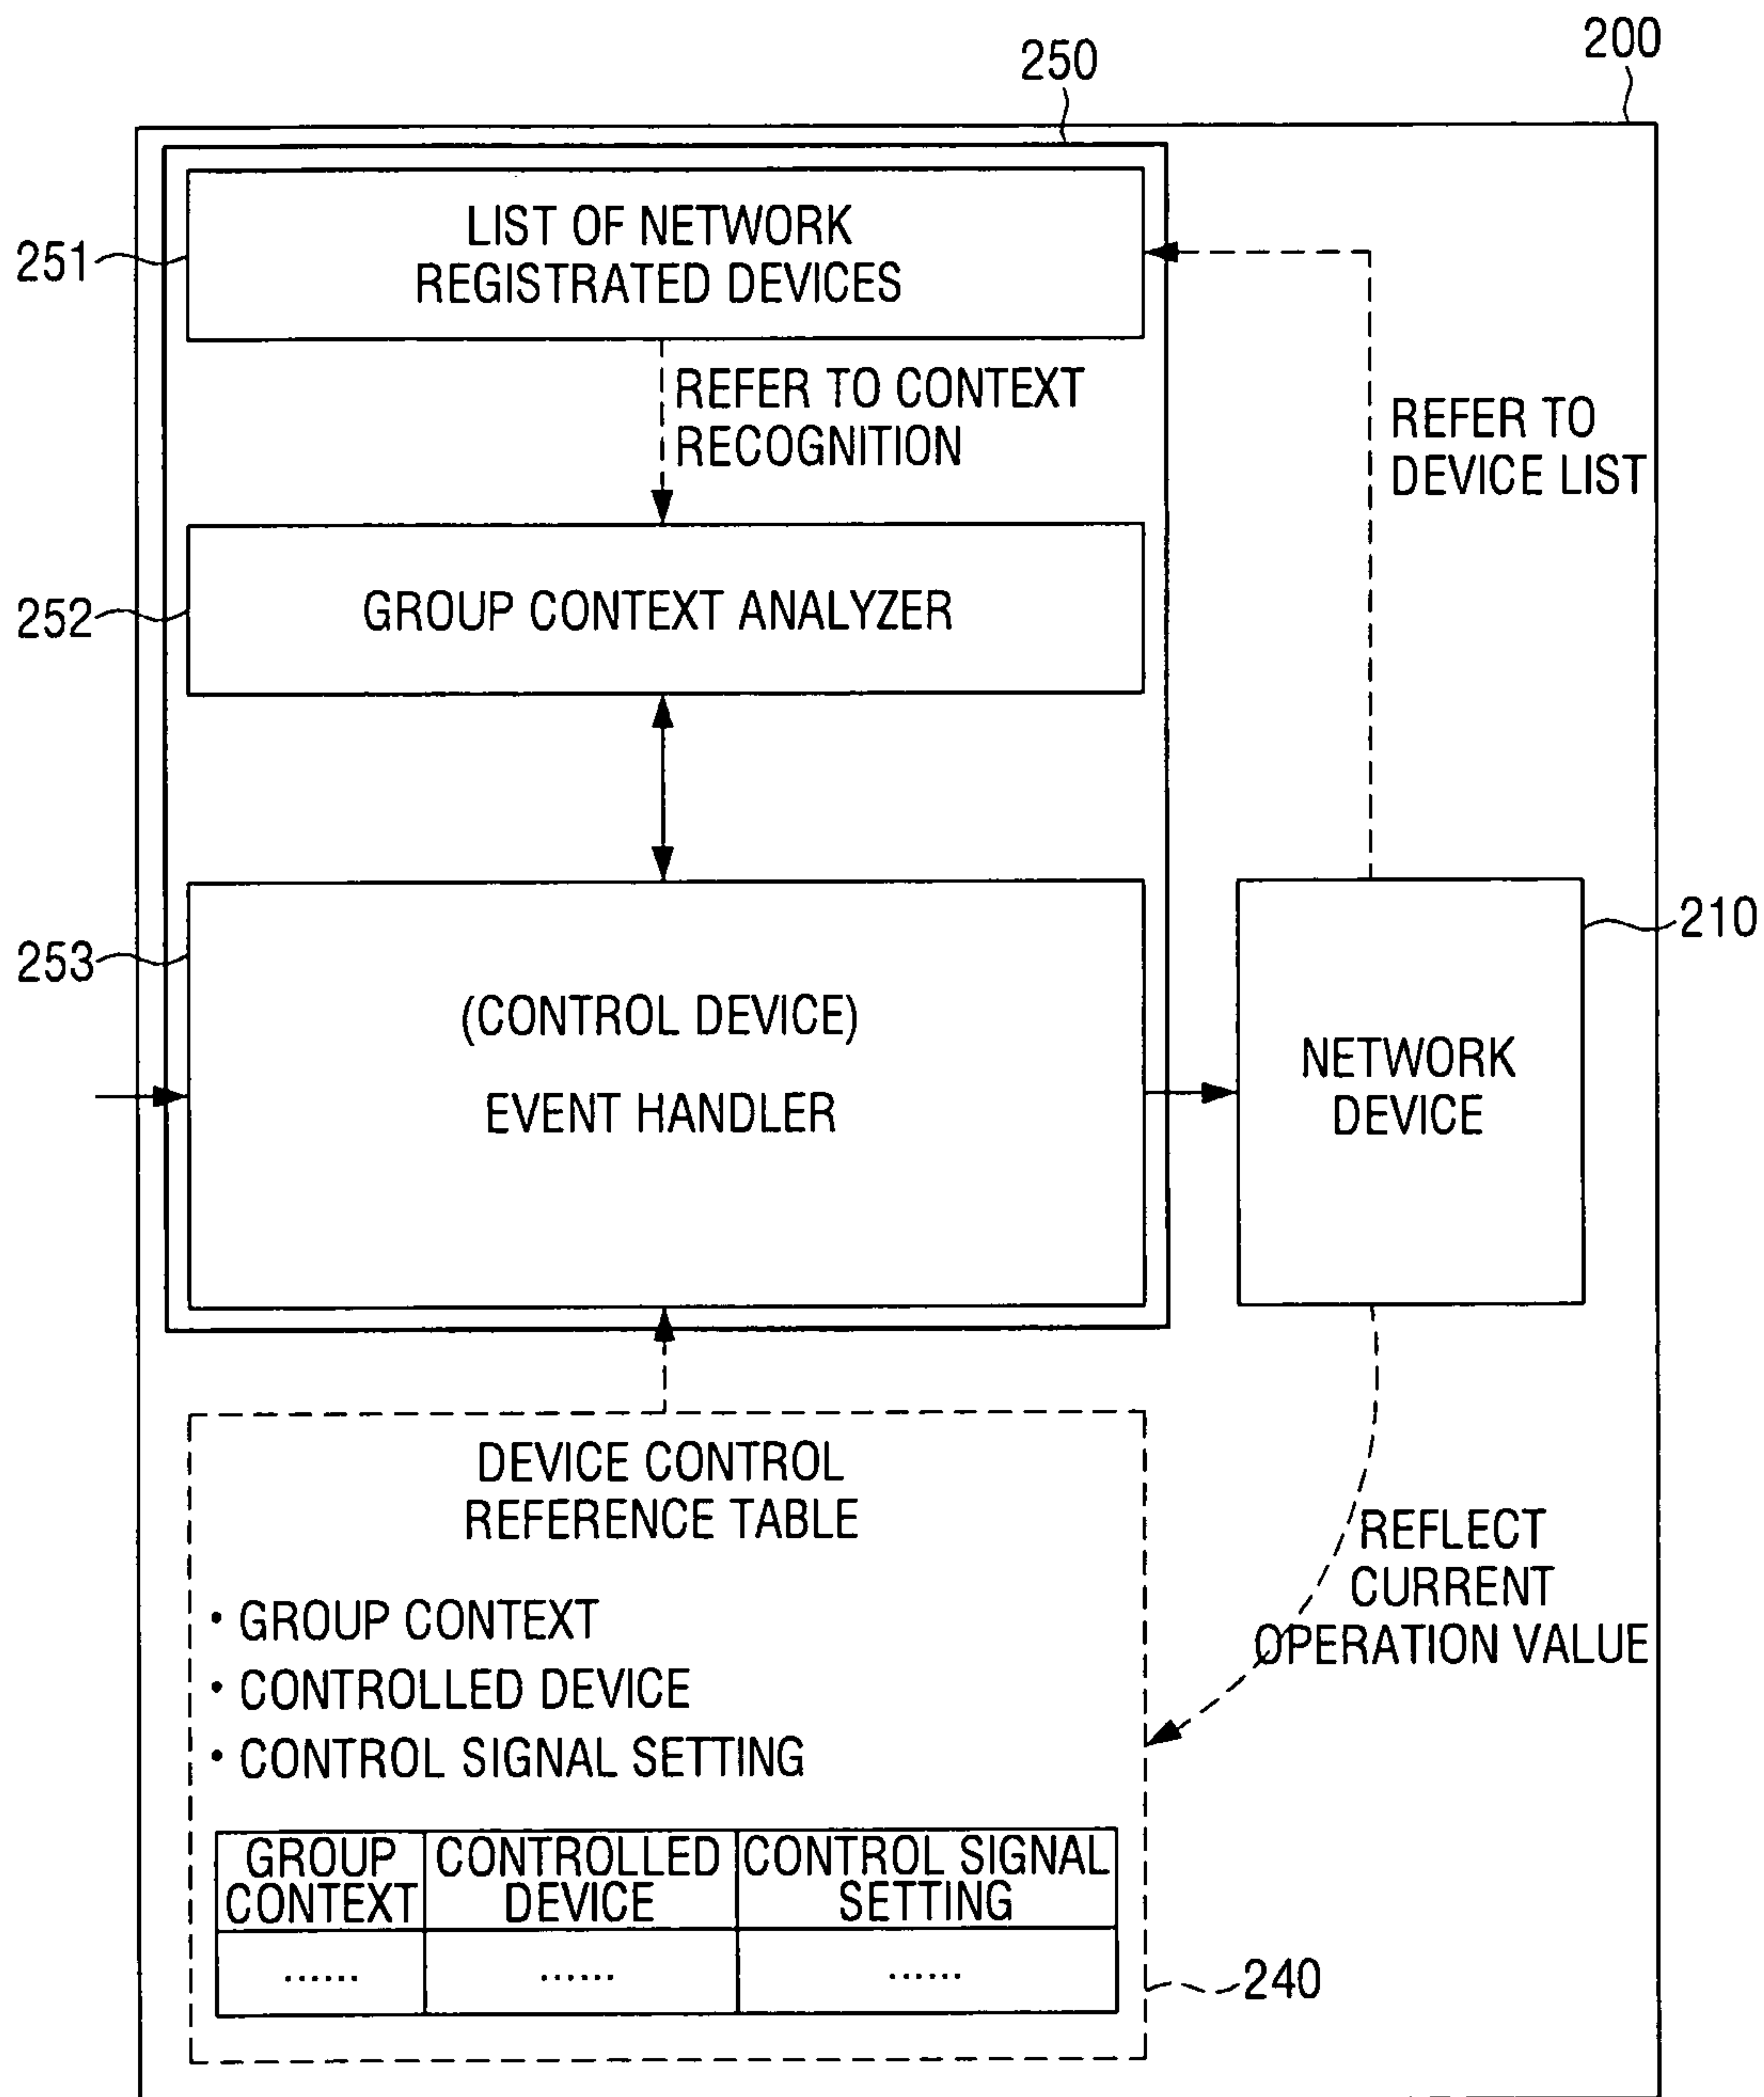 200
250
LIST OF NETWORK
REGISTRATED DEVICES
251
REFER TO CONTEXT
RECOGNITION
REFER TO
DEVICE LIST
GROUP CONTEXT ANALYZER
252
253
(CONTROL DEVICE)
EVENT HANDLER
210
NETWORK
DEVICE
DEVICE CONTROL
REFERENCE TABLE
REFLECT
CURRENT
OPERATION VALUE
• GROUP CONTEXT
• CONTROLLED DEVICE
• CONTROL SIGNAL SETTING
GROUP
CONTEXT
CONTROLLED
DEVICE
CONTROL SIGNAL
SETTING
......
......
......
240